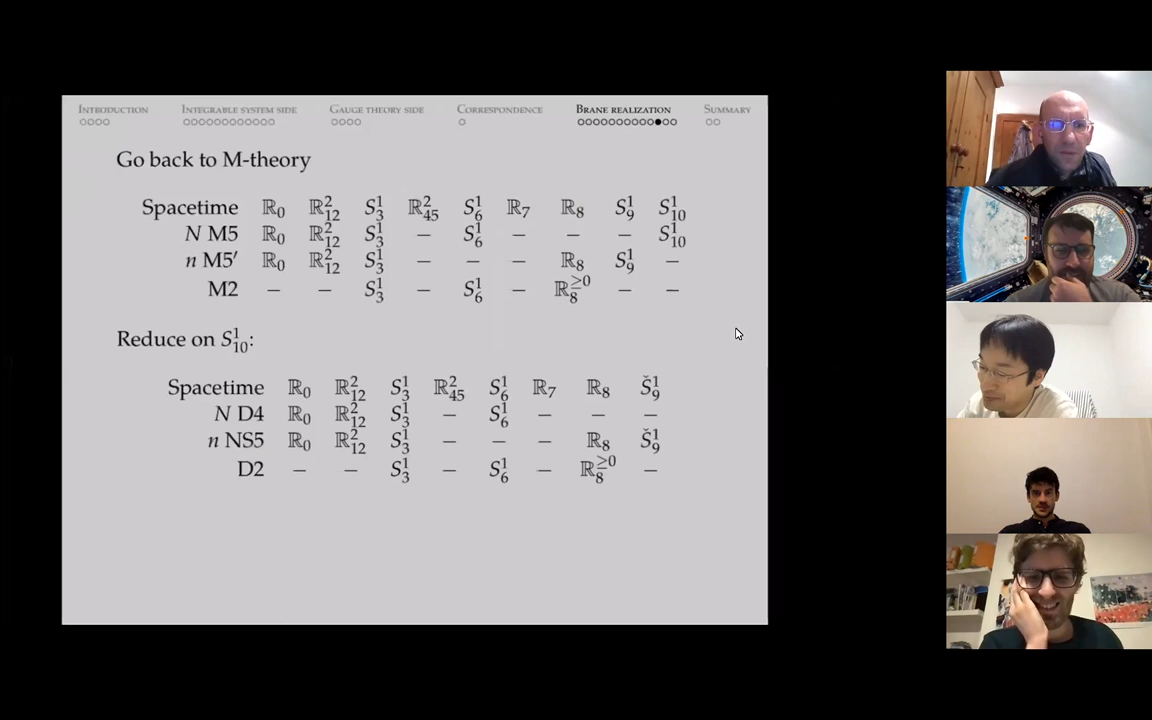 INTRODUCTION INTEGRABLE SYSTEM SIDE GAUGE THEORY SIDE CORRESPONDENCE BRANE REALIZATION SUMMARY
Go back to M-theory
Spacetime ℝ₀ ℝ²₁₂ S¹₃ ℝ²₄₅ S¹₆ ℝ₇ ℝ₈ S¹₉ S¹₁₀
N M5 ℝ₀ ℝ²₁₂ S¹₃ – S¹₆ – – – S¹₁₀
n M5′ ℝ₀ ℝ²₁₂ S¹₃ – – – ℝ₈ S¹₉ –
M2 – – S¹₃ – S¹₆ – ℝ₈^≥0 – –
Reduce on S¹₁₀:
Spacetime ℝ₀ ℝ²₁₂ S¹₃ ℝ²₄₅ S¹₆ ℝ₇ ℝ₈ Š¹₉
N D4 ℝ₀ ℝ²₁₂ S¹₃ – S¹₆ – – –
n NS5 ℝ₀ ℝ²₁₂ S¹₃ – – – ℝ₈ Š¹₉
D2 – – S¹₃ – S¹₆ – ℝ₈^≥0 –